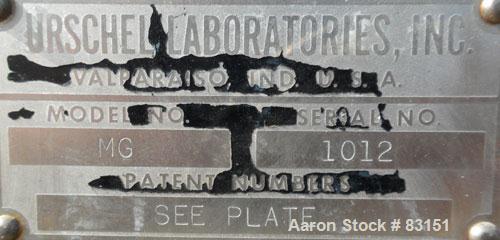 URSCHEL LABORATORIES, INC.
VALPARAISO, IND., U.S.A.
MODEL NO. SERIAL NO.
MG 1012
PATENT NUMBERS
SEE PLATE
Aaron Stock # 83151